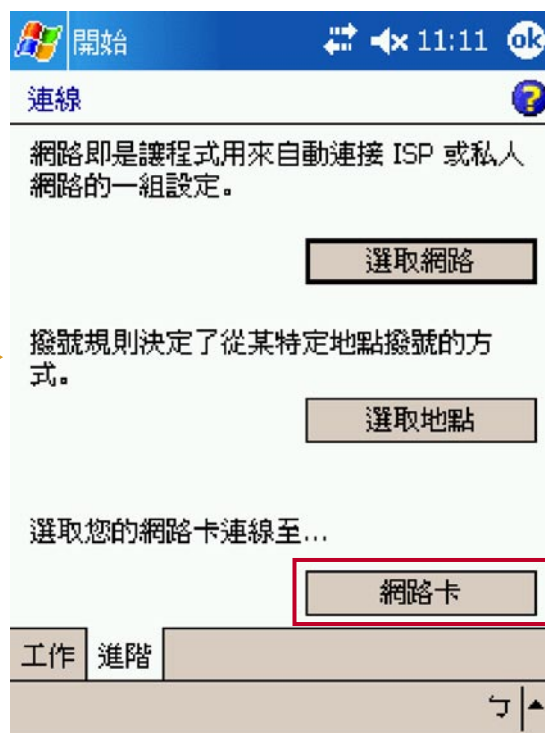 開始 11:11 ok
連線 ?
網路即是讓程式用來自動連接 ISP 或私人
網路的一組設定。
選取網路
撥號規則決定了從某特定地點撥號的方
式。
選取地點
選取您的網路卡連線至...
網路卡
工作 進階
ㄅ